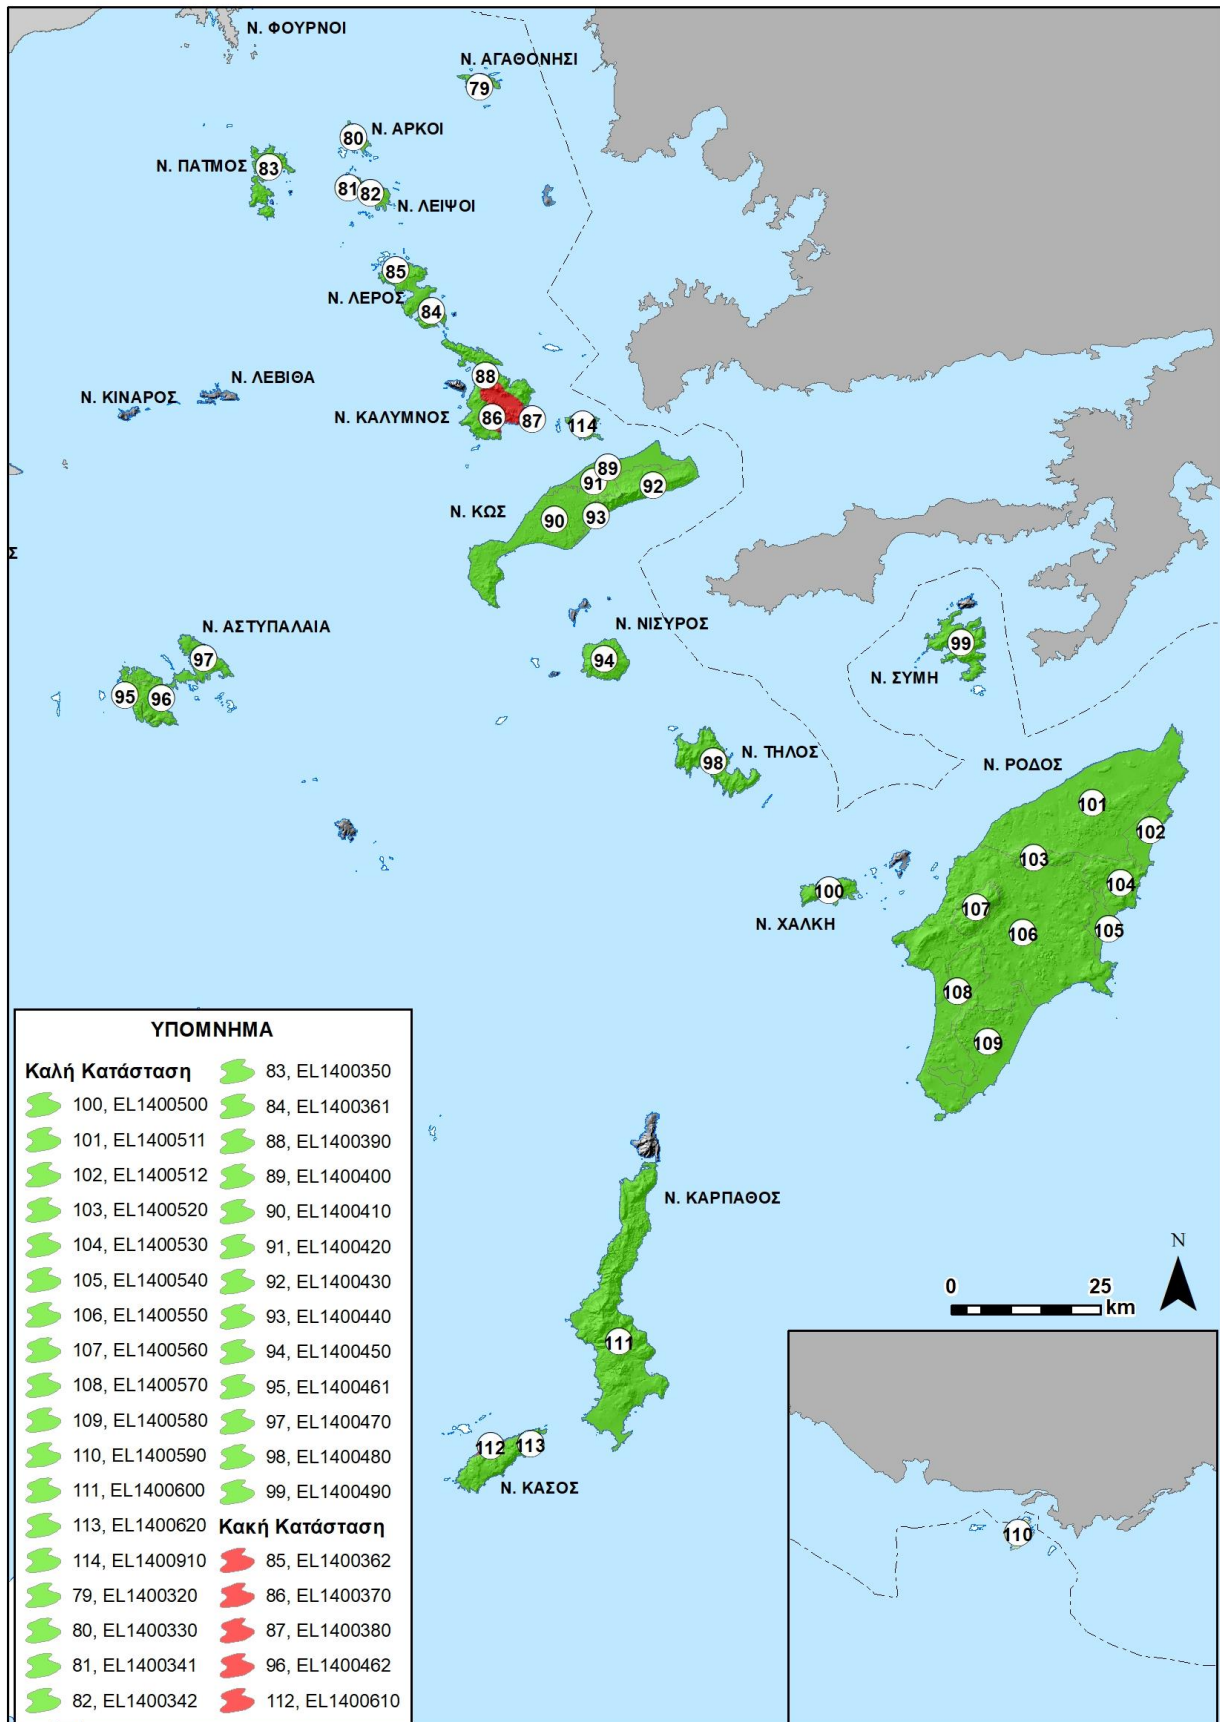 Ν. ΦΟΥΡΝΟΙ
Ν. ΑΓΑΘΟΝΗΣΙ
79
80
Ν. ΑΡΚΟΙ
Ν. ΠΑΤΜΟΣ
83
81
82
Ν. ΛΕΙΨΟΙ
85
Ν. ΛΕΡΟΣ
84
Ν. ΛΕΒΙΘΑ
88
Ν. ΚΙΝΑΡΟΣ
Ν. ΚΑΛΥΜΝΟΣ
86
87
114
89
91
92
Ν. ΚΩΣ
90
93
Σ
Ν. ΑΣΤΥΠΑΛΑΙΑ
97
95
96
Ν. ΝΙΣΥΡΟΣ
94
99
Ν. ΣΥΜΗ
Ν. ΤΗΛΟΣ
98
Ν. ΡΟΔΟΣ
101
102
103
104
100
107
Ν. ΧΑΛΚΗ
106
105
108
109
Ν. ΚΑΡΠΑΘΟΣ
111
112
113
Ν. ΚΑΣΟΣ
N
0 25
km
110
ΥΠΟΜΝΗΜΑ
Καλή Κατάσταση
100, EL1400500
101, EL1400511
102, EL1400512
103, EL1400520
104, EL1400530
105, EL1400540
106, EL1400550
107, EL1400560
108, EL1400570
109, EL1400580
110, EL1400590
111, EL1400600
113, EL1400620
114, EL1400910
79, EL1400320
80, EL1400330
81, EL1400341
82, EL1400342
83, EL1400350
84, EL1400361
88, EL1400390
89, EL1400400
90, EL1400410
91, EL1400420
92, EL1400430
93, EL1400440
94, EL1400450
95, EL1400461
97, EL1400470
98, EL1400480
99, EL1400490
Κακή Κατάσταση
85, EL1400362
86, EL1400370
87, EL1400380
96, EL1400462
112, EL1400610